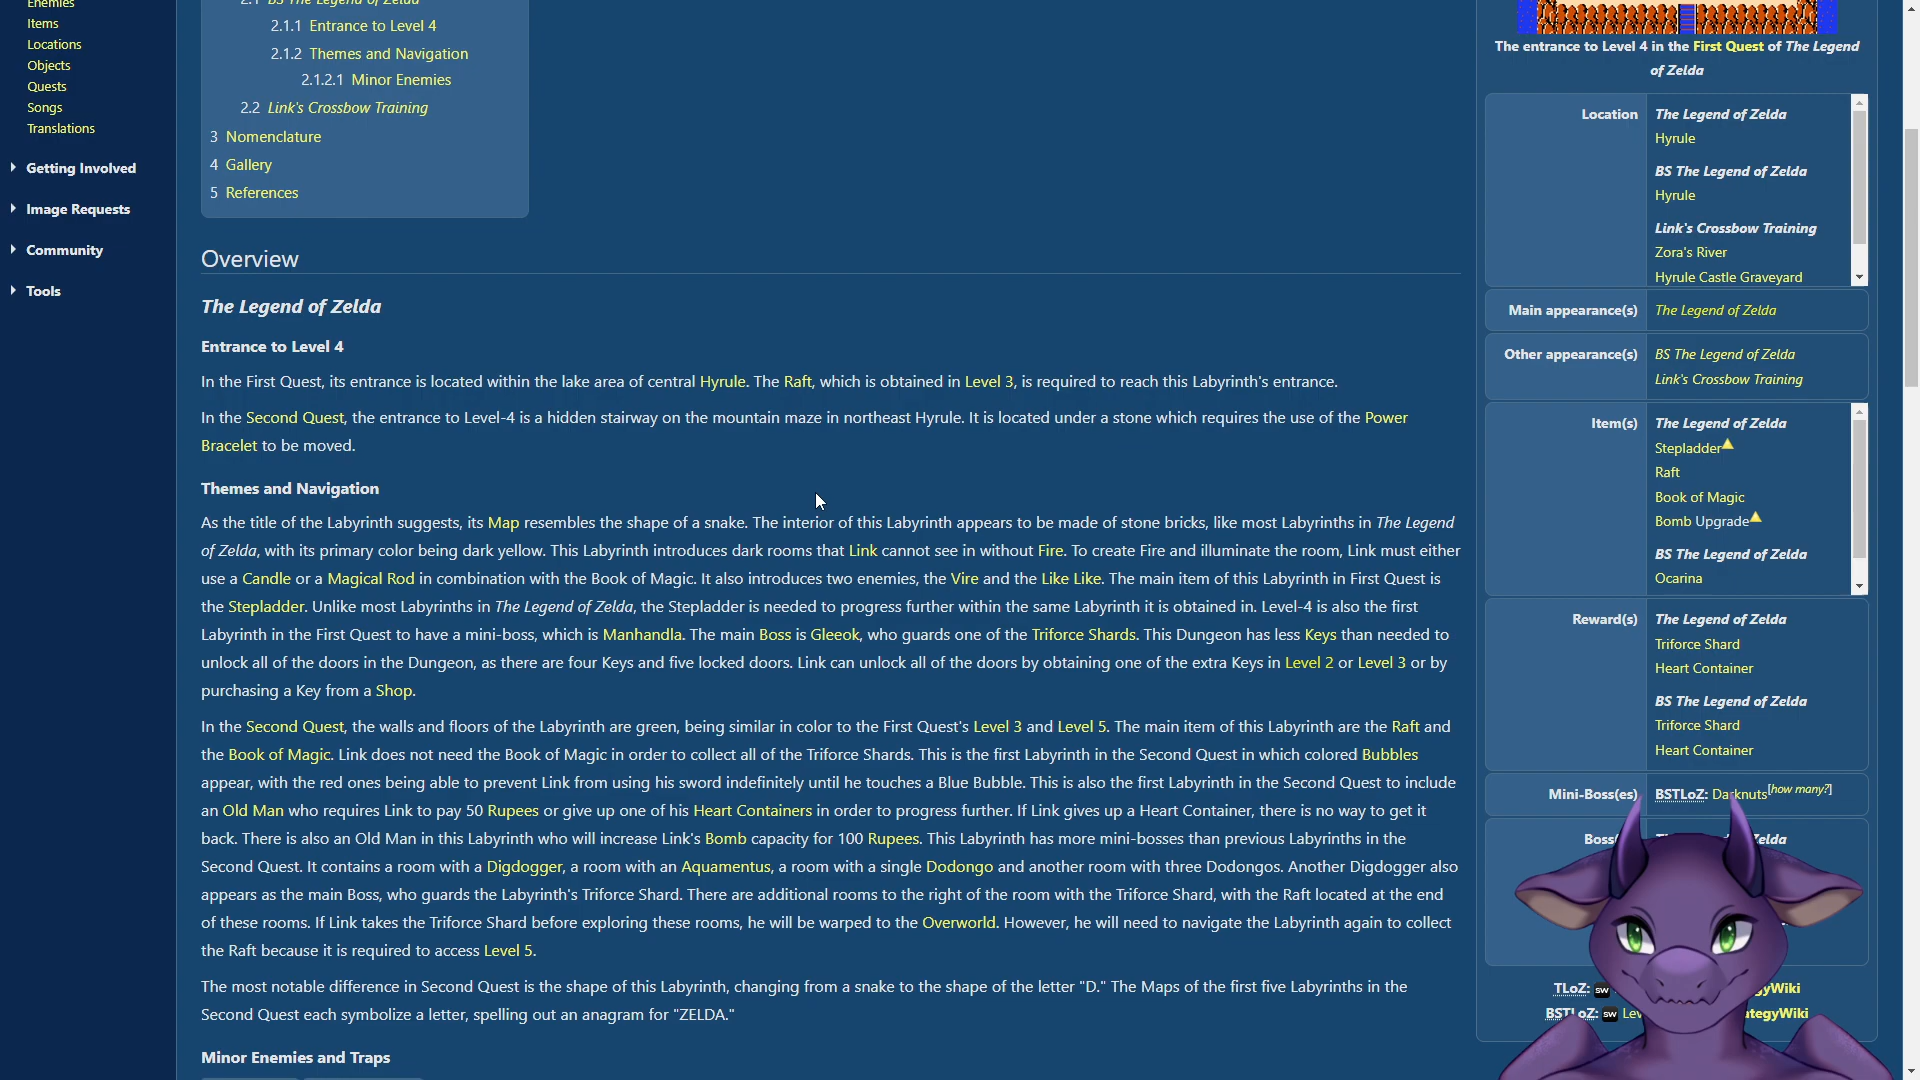 Enemies
Items
Locations
Objects
Quests
Songs
Translations
Getting Involved
Image Requests
Community
Tools
2.1 BS The Legend of Zelda
2.1.1 Entrance to Level 4
2.1.2 Themes and Navigation
2.1.2.1 Minor Enemies
2.2 Link's Crossbow Training
3 Nomenclature
4 Gallery
5 References
Overview
The Legend of Zelda
Entrance to Level 4
In the First Quest, its entrance is located within the lake area of central Hyrule. The Raft, which is obtained in Level 3, is required to reach this Labyrinth's entrance.
In the Second Quest, the entrance to Level-4 is a hidden stairway on the mountain maze in northeast Hyrule. It is located under a stone which requires the use of the Power
Bracelet to be moved.
Themes and Navigation
As the title of the Labyrinth suggests, its Map resembles the shape of a snake. The interior of this Labyrinth appears to be made of stone bricks, like most Labyrinths in The Legend
of Zelda, with its primary color being dark yellow. This Labyrinth introduces dark rooms that Link cannot see in without Fire. To create Fire and illuminate the room, Link must either
use a Candle or a Magical Rod in combination with the Book of Magic. It also introduces two enemies, the Vire and the Like Like. The main item of this Labyrinth in First Quest is
the Stepladder. Unlike most Labyrinths in The Legend of Zelda, the Stepladder is needed to progress further within the same Labyrinth it is obtained in. Level-4 is also the first
Labyrinth in the First Quest to have a mini-boss, which is Manhandla. The main Boss is Gleeok, who guards one of the Triforce Shards. This Dungeon has less Keys than needed to
unlock all of the doors in the Dungeon, as there are four Keys and five locked doors. Link can unlock all of the doors by obtaining one of the extra Keys in Level 2 or Level 3 or by
purchasing a Key from a Shop.
In the Second Quest, the walls and floors of the Labyrinth are green, being similar in color to the First Quest's Level 3 and Level 5. The main item of this Labyrinth are the Raft and
the Book of Magic. Link does not need the Book of Magic in order to collect all of the Triforce Shards. This is the first Labyrinth in the Second Quest in which colored Bubbles
appear, with the red ones being able to prevent Link from using his sword indefinitely until he touches a Blue Bubble. This is also the first Labyrinth in the Second Quest to include
an Old Man who requires Link to pay 50 Rupees or give up one of his Heart Containers in order to progress further. If Link gives up a Heart Container, there is no way to get it
back. There is also an Old Man in this Labyrinth who will increase Link's Bomb capacity for 100 Rupees. This Labyrinth has more mini-bosses than previous Labyrinths in the
Second Quest. It contains a room with a Digdogger, a room with an Aquamentus, a room with a single Dodongo and another room with three Dodongos. Another Digdogger also
appears as the main Boss, who guards the Labyrinth's Triforce Shard. There are additional rooms to the right of the room with the Triforce Shard, with the Raft located at the end
of these rooms. If Link takes the Triforce Shard before exploring these rooms, he will be warped to the Overworld. However, he will need to navigate the Labyrinth again to collect
the Raft because it is required to access Level 5.
The most notable difference in Second Quest is the shape of this Labyrinth, changing from a snake to the shape of the letter "D." The Maps of the first five Labyrinths in the
Second Quest each symbolize a letter, spelling out an anagram for "ZELDA."
Minor Enemies and Traps
The entrance to Level 4 in the First Quest of The Legend
of Zelda
Location
The Legend of Zelda
Hyrule
BS The Legend of Zelda
Hyrule
Link's Crossbow Training
Zora's River
Hyrule Castle Graveyard
Main appearance(s) The Legend of Zelda
Other appearance(s) BS The Legend of Zelda
Link's Crossbow Training
Item(s)
The Legend of Zelda
Stepladder
Raft
Book of Magic
Bomb Upgrade
BS The Legend of Zelda
Ocarina
Reward(s)
The Legend of Zelda
Triforce Shard
Heart Container
BS The Legend of Zelda
Triforce Shard
Heart Container
Mini-Boss(es) BSTLoZ: Darknuts[how many?]
TLoZ: SW
BSTLoZ: SW